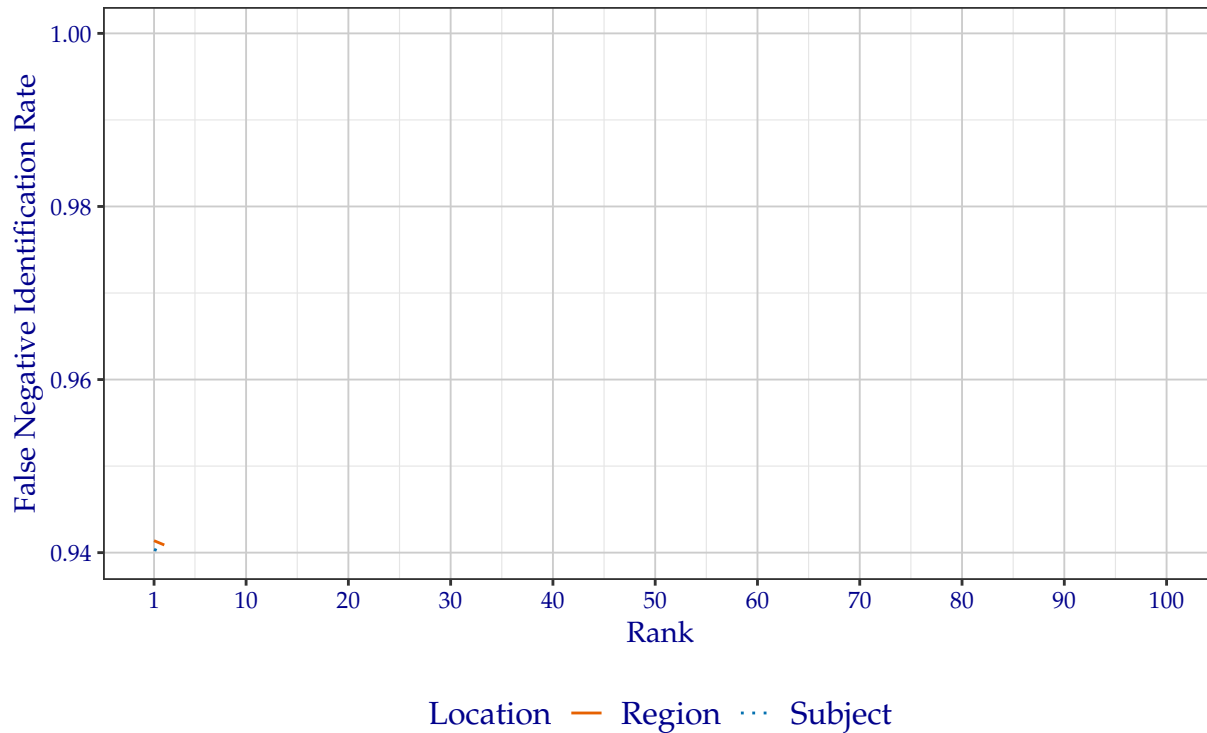 1.00
0.98
0.96
0.94
False Negative Identification Rate
1 10 20 30 40 50 60 70 80 90 100
Rank
Location Region Subject